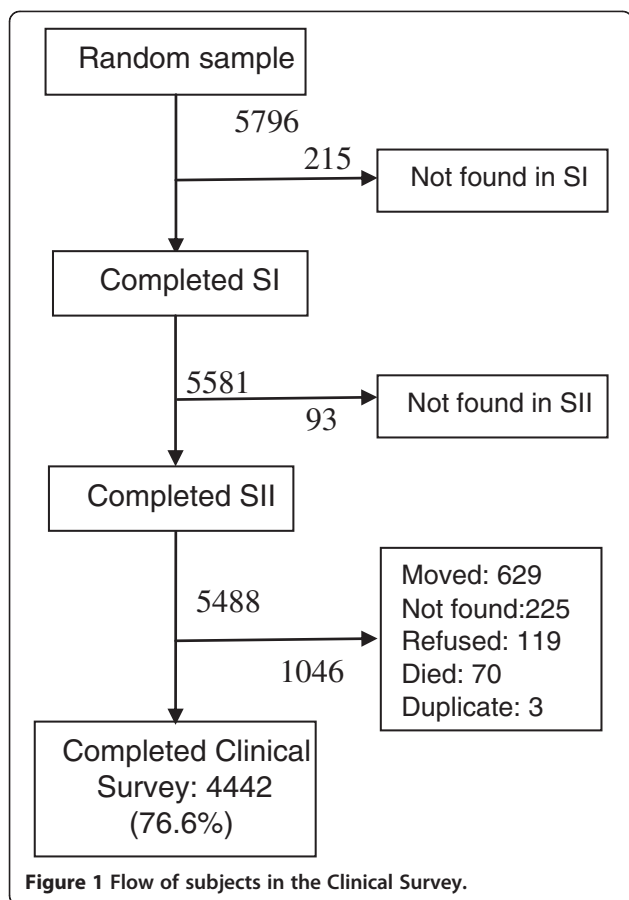 Random sample
5796
215
Not found in SI
Completed SI
5581
93
Not found in SII
Completed SII
5488
1046
Moved: 629
Not found:225
Refused: 119
Died: 70
Duplicate: 3
Completed Clinical
Survey: 4442
(76.6%)
Figure 1 Flow of subjects in the Clinical Survey.